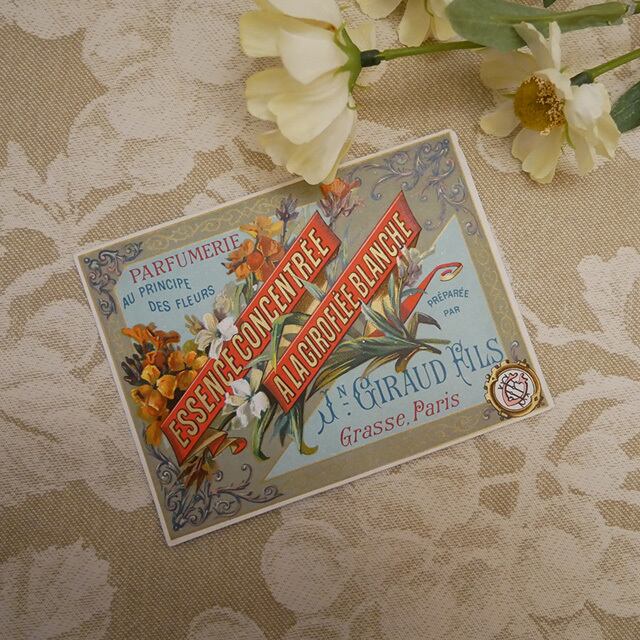 PARFUMERIE
AU PRINCIPE
DES FLEURS
ESSENCE CONCENTRÉE
A LA GIROFLÉE BLANCHE
PRÉPARÉE
PAR
JN GIRAUD FILS
Grasse, Paris